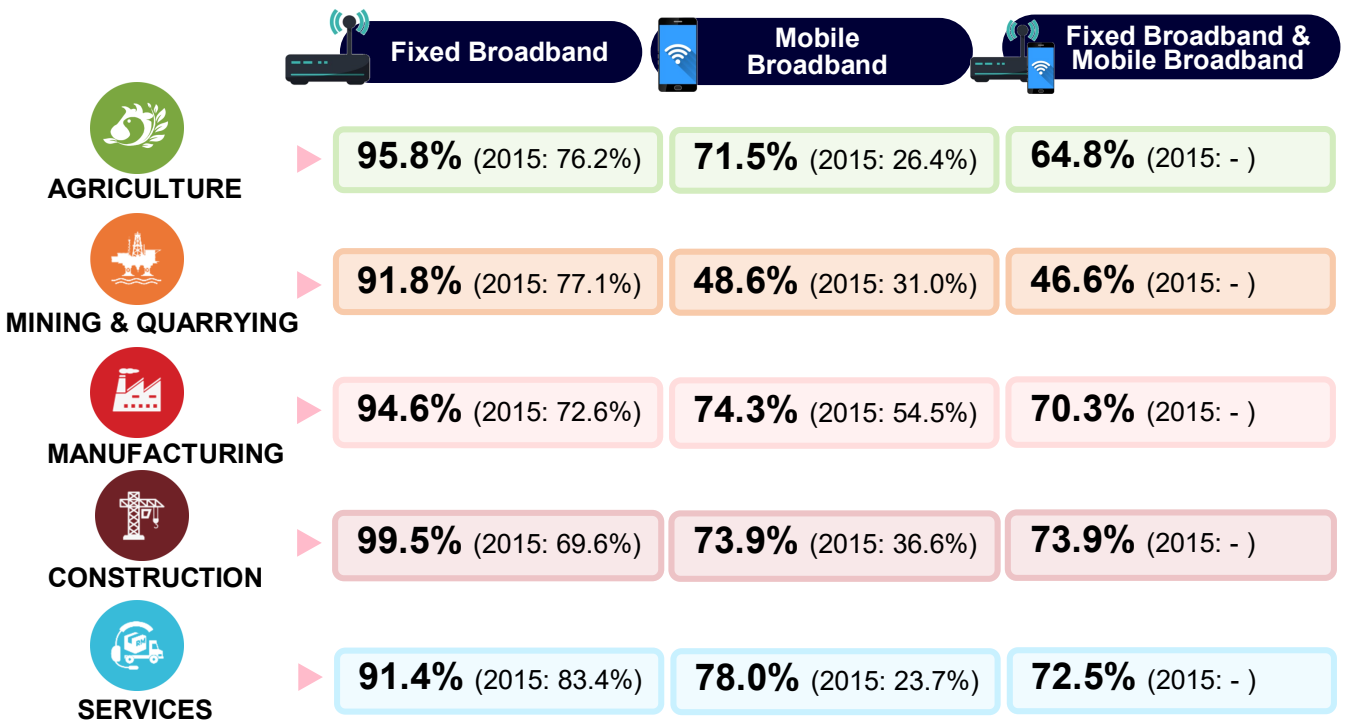 Fixed Broadband
Mobile
Broadband
Fixed Broadband &
Mobile Broadband
AGRICULTURE
95.8% (2015: 76.2%)
71.5% (2015: 26.4%)
64.8% (2015: - )
MINING & QUARRYING
91.8% (2015: 77.1%)
48.6% (2015: 31.0%)
46.6% (2015: - )
MANUFACTURING
94.6% (2015: 72.6%)
74.3% (2015: 54.5%)
70.3% (2015: - )
CONSTRUCTION
99.5% (2015: 69.6%)
73.9% (2015: 36.6%)
73.9% (2015: - )
SERVICES
91.4% (2015: 83.4%)
78.0% (2015: 23.7%)
72.5% (2015: - )